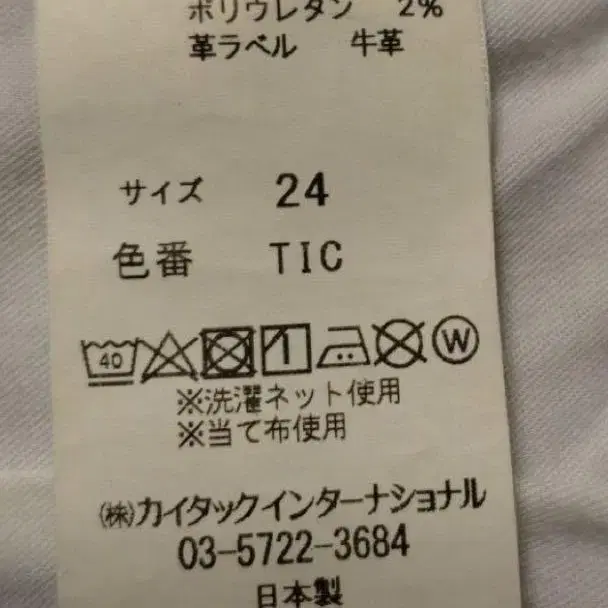 ポリウレタン 2%
革ラベル 牛革
サイズ 24
色番 TIC
40 W
※洗濯ネット使用
※当て布使用
㈱カイタックインターナショナル
03-5722-3684
日本製